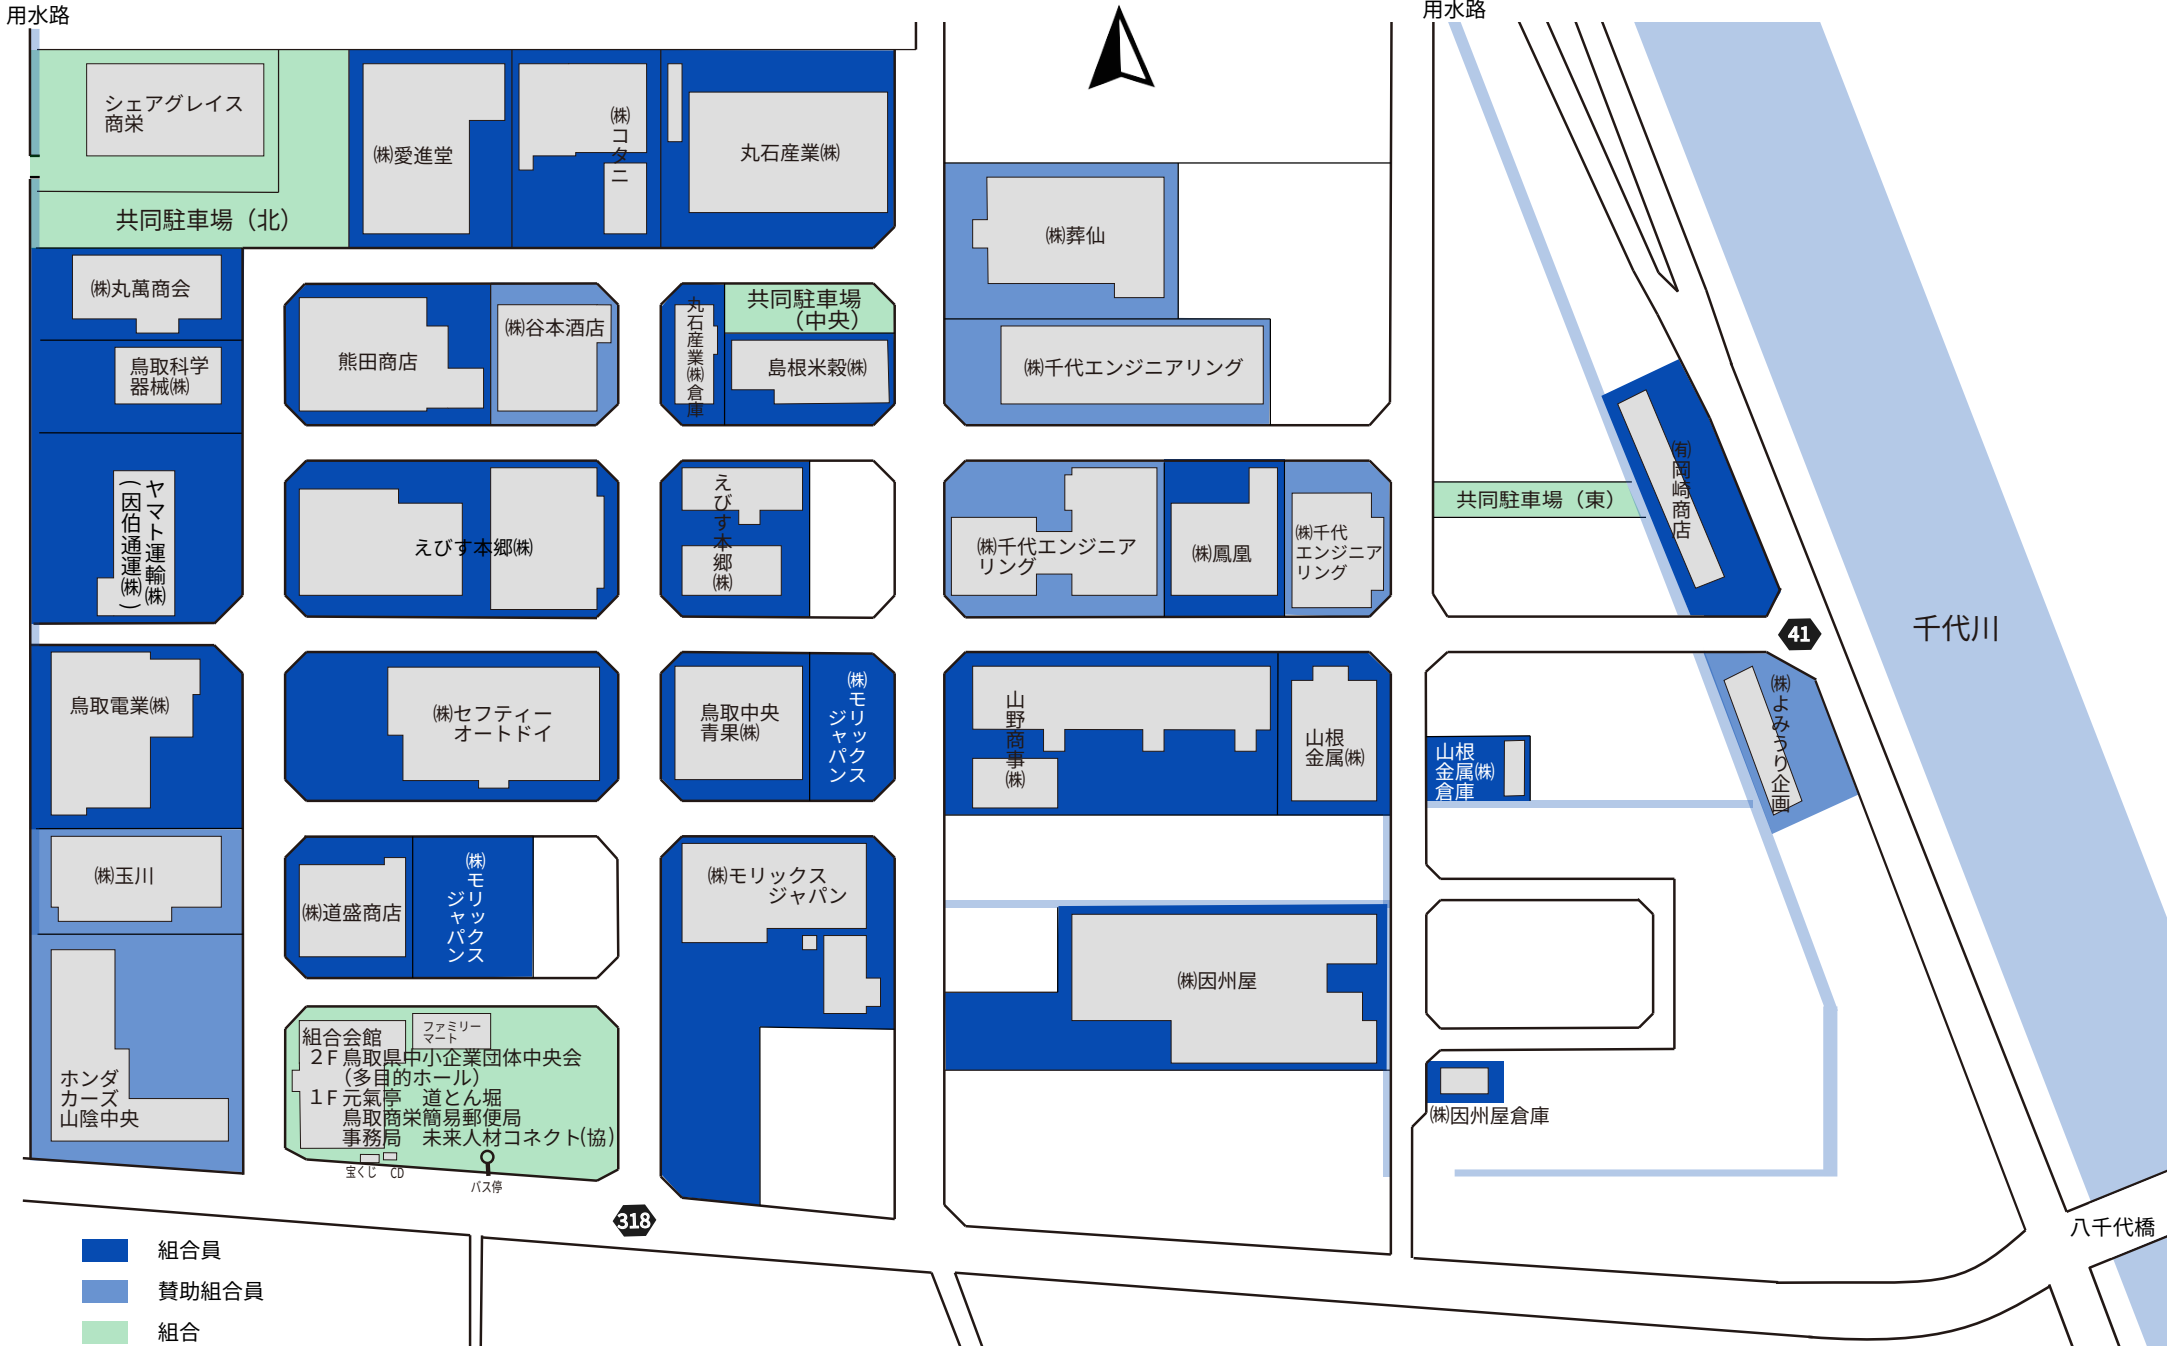 用水路
用水路
シェアグレイス
商栄
㈱愛進堂
㈱コタニ
丸石産業㈱
共同駐車場（北）
㈱葬仙
㈱丸萬商会
鳥取科学
器械㈱
熊田商店
㈱谷本酒店
丸石産業㈱倉庫
共同駐車場
（中央）
島根米穀㈱
㈱千代エンジニアリング
ヤマト運輸㈱
（因伯通運㈱）
えびす本郷㈱
えびす本郷㈱
㈱千代エンジニア
リング
㈱鳳凰
㈱千代
エンジニア
リング
共同駐車場（東）
㈲岡崎商店
41
千代川
鳥取電業㈱
㈱セフティー
オートドイ
鳥取中央
青果㈱
㈱モリックス
ジャパン
山野商事㈱
山根
金属㈱
山根
金属㈱
倉庫
㈱よみうり企画
㈱玉川
㈱道盛商店
㈱モリックス
ジャパン
㈱モリックス
ジャパン
㈱因州屋
ホンダ
カーズ
山陰中央
組合会館
ファミリー
マート
２F 鳥取県中小企業団体中央会
（多目的ホール）
１F 元氣亭　道とん堀
鳥取商栄簡易郵便局
事務局　未来人材コネクト(協)
宝くじ
CD
バス停
㈱因州屋倉庫
318
八千代橋
組合員
賛助組合員
組合